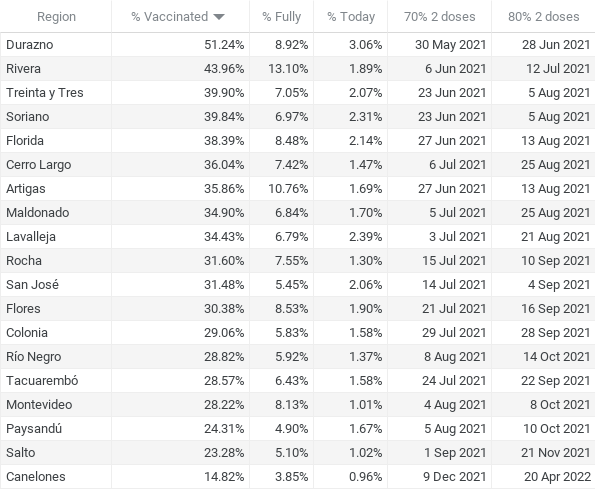 Region % Vaccinated % Fully % Today 70% 2 doses 80% 2 doses
Durazno 51.24% 8.92% 3.06% 30 May 2021 28 Jun 2021
Rivera 43.96% 13.10% 1.89% 6 Jun 2021 12 Jul 2021
Treinta y Tres 39.90% 7.05% 2.07% 23 Jun 2021 5 Aug 2021
Soriano 39.84% 6.97% 2.31% 23 Jun 2021 5 Aug 2021
Florida 38.39% 8.48% 2.14% 27 Jun 2021 13 Aug 2021
Cerro Largo 36.04% 7.42% 1.47% 6 Jul 2021 25 Aug 2021
Artigas 35.86% 10.76% 1.69% 27 Jun 2021 13 Aug 2021
Maldonado 34.90% 6.84% 1.70% 5 Jul 2021 25 Aug 2021
Lavalleja 34.43% 6.79% 2.39% 3 Jul 2021 21 Aug 2021
Rocha 31.60% 7.55% 1.30% 15 Jul 2021 10 Sep 2021
San José 31.48% 5.45% 2.06% 14 Jul 2021 4 Sep 2021
Flores 30.38% 8.53% 1.90% 21 Jul 2021 16 Sep 2021
Colonia 29.06% 5.83% 1.58% 29 Jul 2021 28 Sep 2021
Río Negro 28.82% 5.92% 1.37% 8 Aug 2021 14 Oct 2021
Tacuarembó 28.57% 6.43% 1.58% 24 Jul 2021 22 Sep 2021
Montevideo 28.22% 8.13% 1.01% 4 Aug 2021 8 Oct 2021
Paysandú 24.31% 4.90% 1.67% 5 Aug 2021 10 Oct 2021
Salto 23.28% 5.10% 1.02% 1 Sep 2021 21 Nov 2021
Canelones 14.82% 3.85% 0.96% 9 Dec 2021 20 Apr 2022